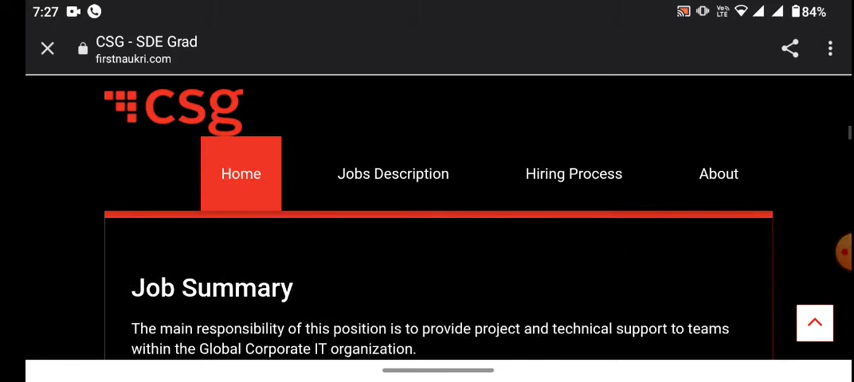 7:27
Vo) LTE
84%
CSG - SDE Grad
firstnaukri.com
csg
Home
Jobs Description
Hiring Process
About
Job Summary
The main responsibility of this position is to provide project and technical support to teams
within the Global Corporate IT organization.